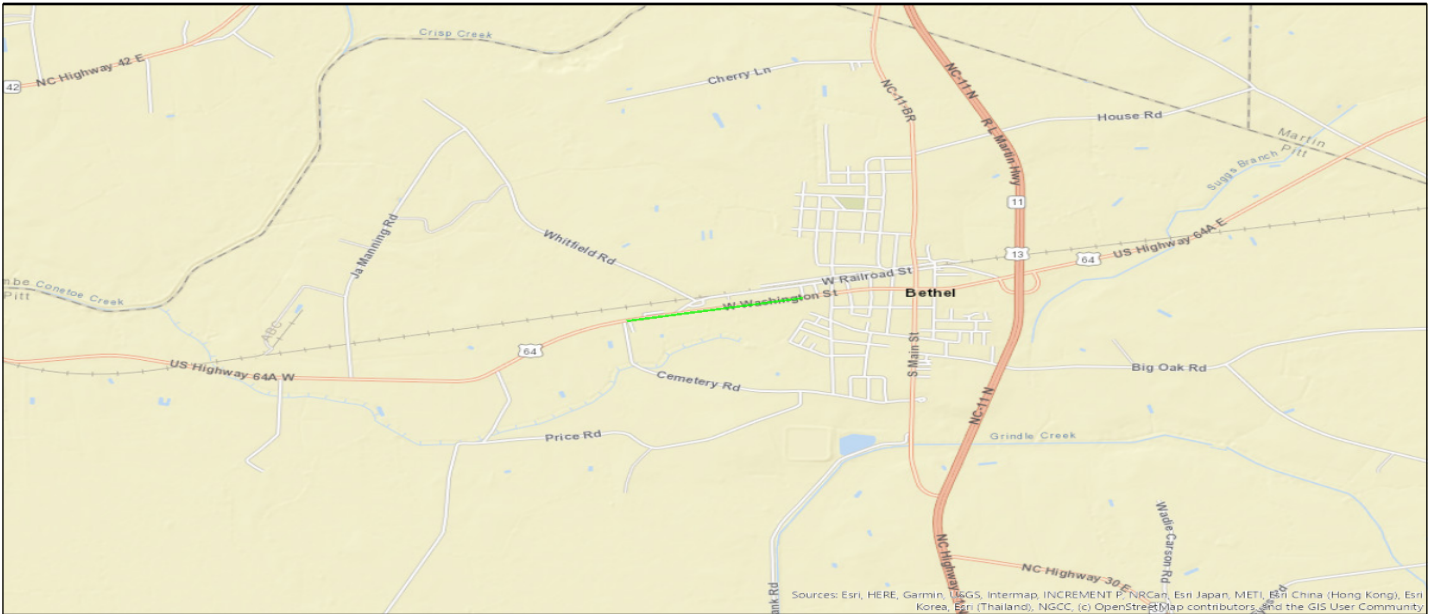 Crisp Creek
NC Highway 42 E
42
Cherry Ln
NC-11-BR
NC-11 N
R L Martin Hwy
House Rd
Martin
Pitt
Suggs Branch
11
Ja Manning Rd
Whitfield Rd
13
64
US Highway 64A E
W Railroad St
W Washington St
Bethel
mbe
Pitt
Conetoe Creek
ABC
64
US Highway 64A W
S Main St
Cemetery Rd
Big Oak Rd
NC-11 N
Price Rd
Grindle Creek
Wadie Carson Rd
NC Highway 30 E
ank Rd
Sources: Esri, HERE, Garmin, USGS, Intermap, INCREMENT P, NRCan, Esri Japan, METI, Esri China (Hong Kong), Esri
Korea, Esri (Thailand), NGCC, (c) OpenStreetMap contributors, and the GIS User Community